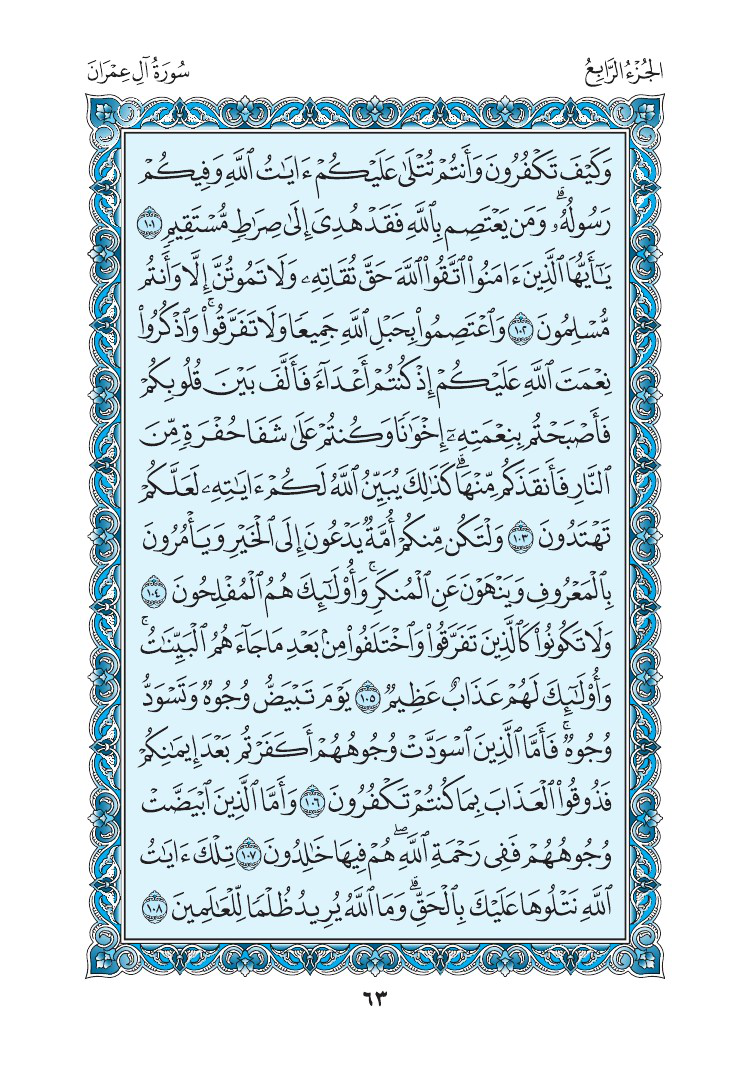 الجُزْءُ الرَّابِعُ
سُورَةُ آلِ عِمْرَانَ
وَكَيْفَ تَكْفُرُونَ وَأَنتُمْ تُتْلَىٰ عَلَيْكُمْ ءَايَٰتُ ٱللَّهِ وَفِيكُمْ
رَسُولُهُۥۗ وَمَن يَعْتَصِم بِٱللَّهِ فَقَدْ هُدِىَ إِلَىٰ صِرَٰطٍ مُّسْتَقِيمٍ ١٠١
يَٰٓأَيُّهَا ٱلَّذِينَ ءَامَنُوا۟ ٱتَّقُوا۟ ٱللَّهَ حَقَّ تُقَاتِهِۦ وَلَا تَمُوتُنَّ إِلَّا وَأَنتُم
مُّسْلِمُونَ ١٠٢ وَٱعْتَصِمُوا۟ بِحَبْلِ ٱللَّهِ جَمِيعًا وَلَا تَفَرَّقُوا۟ۚ وَٱذْكُرُوا۟
نِعْمَتَ ٱللَّهِ عَلَيْكُمْ إِذْ كُنتُمْ أَعْدَآءً فَأَلَّفَ بَيْنَ قُلُوبِكُمْ
فَأَصْبَحْتُم بِنِعْمَتِهِۦٓ إِخْوَٰنًا وَكُنتُمْ عَلَىٰ شَفَا حُفْرَةٍ مِّنَ
ٱلنَّارِ فَأَنقَذَكُم مِّنْهَاۗ كَذَٰلِكَ يُبَيِّنُ ٱللَّهُ لَكُمْ ءَايَٰتِهِۦ لَعَلَّكُمْ
تَهْتَدُونَ ١٠٣ وَلْتَكُن مِّنكُمْ أُمَّةٌ يَدْعُونَ إِلَى ٱلْخَيْرِ وَيَأْمُرُونَ
بِٱلْمَعْرُوفِ وَيَنْهَوْنَ عَنِ ٱلْمُنكَرِۚ وَأُو۟لَٰٓئِكَ هُمُ ٱلْمُفْلِحُونَ ١٠٤
وَلَا تَكُونُوا۟ كَٱلَّذِينَ تَفَرَّقُوا۟ وَٱخْتَلَفُوا۟ مِنۢ بَعْدِ مَا جَآءَهُمُ ٱلْبَيِّنَٰتُۚ
وَأُو۟لَٰٓئِكَ لَهُمْ عَذَابٌ عَظِيمٌ ١٠٥ يَوْمَ تَبْيَضُّ وُجُوهٌ وَتَسْوَدُّ
وُجُوهٌۚ فَأَمَّا ٱلَّذِينَ ٱسْوَدَّتْ وُجُوهُهُمْ أَكَفَرْتُم بَعْدَ إِيمَٰنِكُمْ
فَذُوقُوا۟ ٱلْعَذَابَ بِمَا كُنتُمْ تَكْفُرُونَ ١٠٦ وَأَمَّا ٱلَّذِينَ ٱبْيَضَّتْ
وُجُوهُهُمْ فَفِى رَحْمَةِ ٱللَّهِۖ هُمْ فِيهَا خَٰلِدُونَ ١٠٧ تِلْكَ ءَايَٰتُ
ٱللَّهِ نَتْلُوهَا عَلَيْكَ بِٱلْحَقِّۗ وَمَا ٱللَّهُ يُرِيدُ ظُلْمًا لِّلْعَٰلَمِينَ ١٠٨
٦٣